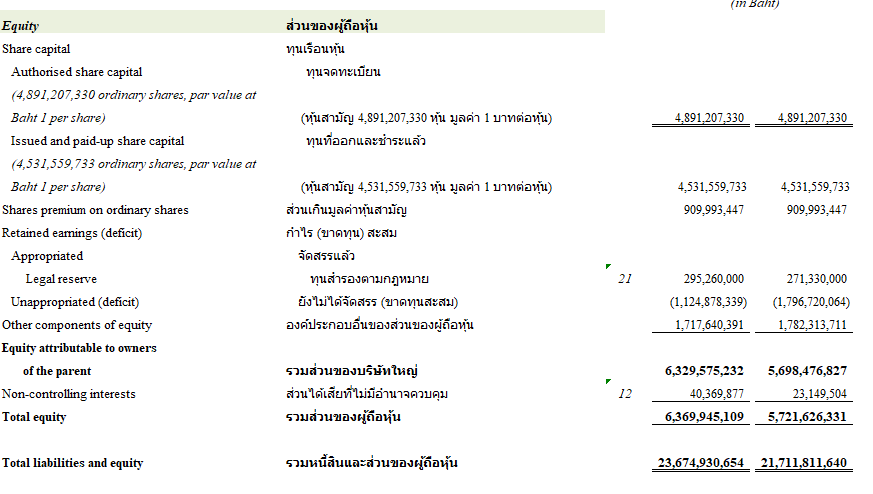 (in Baht)
Equity ส่วนของผู้ถือหุ้น
Share capital ทุนเรือนหุ้น
Authorised share capital ทุนจดทะเบียน
(4,891,207,330 ordinary shares, par value at
Baht 1 per share) (หุ้นสามัญ 4,891,207,330 หุ้น มูลค่า 1 บาทต่อหุ้น) 4,891,207,330 4,891,207,330
Issued and paid-up share capital ทุนที่ออกและชำระแล้ว
(4,531,559,733 ordinary shares, par value at
Baht 1 per share) (หุ้นสามัญ 4,531,559,733 หุ้น มูลค่า 1 บาทต่อหุ้น) 4,531,559,733 4,531,559,733
Shares premium on ordinary shares ส่วนเกินมูลค่าหุ้นสามัญ 909,993,447 909,993,447
Retained earnings (deficit) กำไร (ขาดทุน) สะสม
Appropriated จัดสรรแล้ว
Legal reserve ทุนสำรองตามกฎหมาย 21 295,260,000 271,330,000
Unappropriated (deficit) ยังไม่ได้จัดสรร (ขาดทุนสะสม) (1,124,878,339) (1,796,720,064)
Other components of equity องค์ประกอบอื่นของส่วนของผู้ถือหุ้น 1,717,640,391 1,782,313,711
Equity attributable to owners
of the parent รวมส่วนของบริษัทใหญ่ 6,329,575,232 5,698,476,827
Non-controlling interests ส่วนได้เสียที่ไม่มีอำนาจควบคุม 12 40,369,877 23,149,504
Total equity รวมส่วนของผู้ถือหุ้น 6,369,945,109 5,721,626,331
Total liabilities and equity รวมหนี้สินและส่วนของผู้ถือหุ้น 23,674,930,654 21,711,811,640